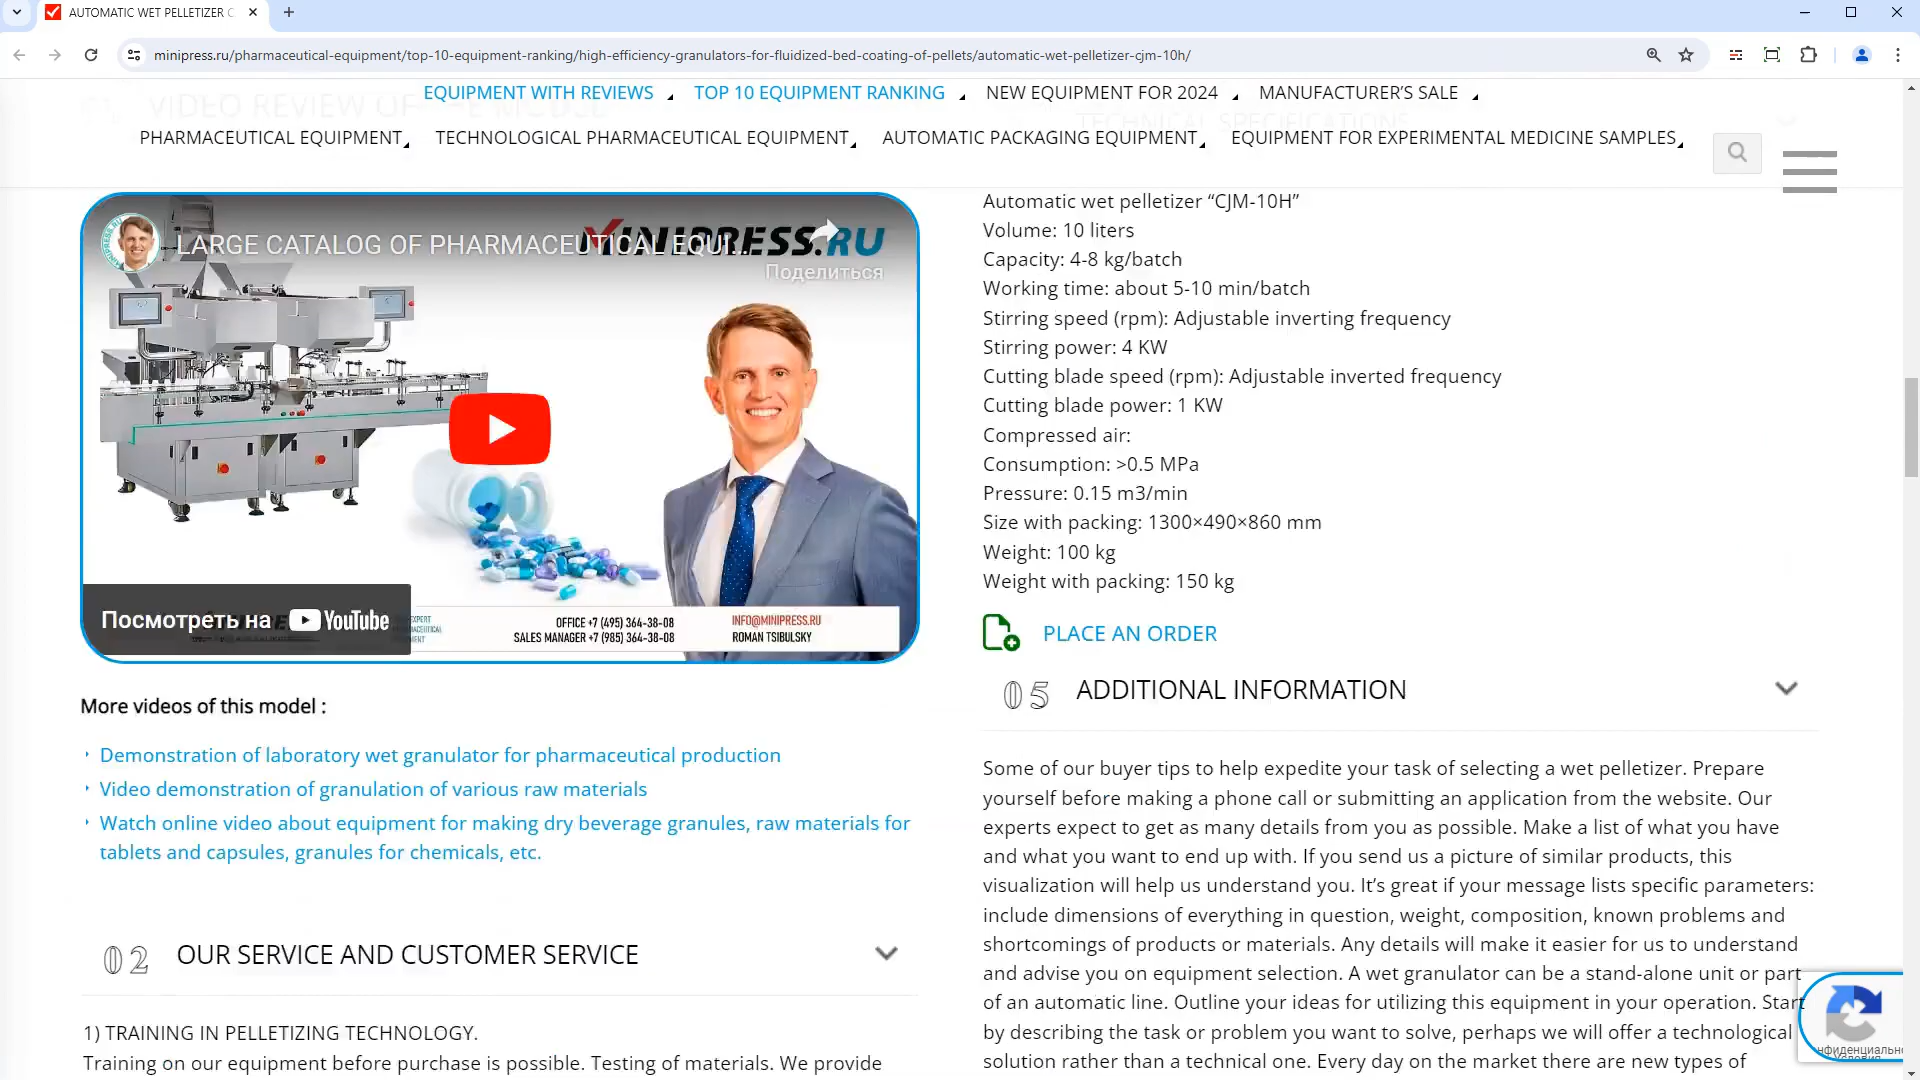 AUTOMATIC WET PELLETIZER C
minipress.ru/pharmaceutical-equipment/top-10-equipment-ranking/high-efficiency-granulators-for-fluidized-bed-coating-of-pellets/automatic-wet-pelletizer-cjm-10h/
EQUIPMENT WITH REVIEWS
TOP 10 EQUIPMENT RANKING
NEW EQUIPMENT FOR 2024
MANUFACTURER’S SALE
PHARMACEUTICAL EQUIPMENT
TECHNOLOGICAL PHARMACEUTICAL EQUIPMENT
AUTOMATIC PACKAGING EQUIPMENT
EQUIPMENT FOR EXPERIMENTAL MEDICINE SAMPLES
TECHNICAL SPECIFICATIONS
LARGE CATALOG OF PHARMACEUTICAL EQUI...
MINIPRESS.RU
Поделиться
Посмотреть на YouTube
OFFICE +7 (495) 364-38-08
SALES MANAGER +7 (985) 364-38-08
INFO@MINIPRESS.RU
ROMAN TSIBULSKY
More videos of this model :
Demonstration of laboratory wet granulator for pharmaceutical production
Video demonstration of granulation of various raw materials
Watch online video about equipment for making dry beverage granules, raw materials for
tablets and capsules, granules for chemicals, etc.
02 OUR SERVICE AND CUSTOMER SERVICE
1) TRAINING IN PELLETIZING TECHNOLOGY.
Training on our equipment before purchase is possible. Testing of materials. We provide
Automatic wet pelletizer “CJM-10H”
Volume: 10 liters
Capacity: 4-8 kg/batch
Working time: about 5-10 min/batch
Stirring speed (rpm): Adjustable inverting frequency
Stirring power: 4 KW
Cutting blade speed (rpm): Adjustable inverted frequency
Cutting blade power: 1 KW
Compressed air:
Consumption: >0.5 MPa
Pressure: 0.15 m3/min
Size with packing: 1300×490×860 mm
Weight: 100 kg
Weight with packing: 150 kg
PLACE AN ORDER
05 ADDITIONAL INFORMATION
Some of our buyer tips to help expedite your task of selecting a wet pelletizer. Prepare
yourself before making a phone call or submitting an application from the website. Our
experts expect to get as many details from you as possible. Make a list of what you have
and what you want to end up with. If you send us a picture of similar products, this
visualization will help us understand you. It’s great if your message lists specific parameters:
include dimensions of everything in question, weight, composition, known problems and
shortcomings of products or materials. Any details will make it easier for us to understand
and advise you on equipment selection. A wet granulator can be a stand-alone unit or part
of an automatic line. Outline your ideas for utilizing this equipment in your operation. Start
by describing the task or problem you want to solve, perhaps we will offer a technological
solution rather than a technical one. Every day on the market there are new types of